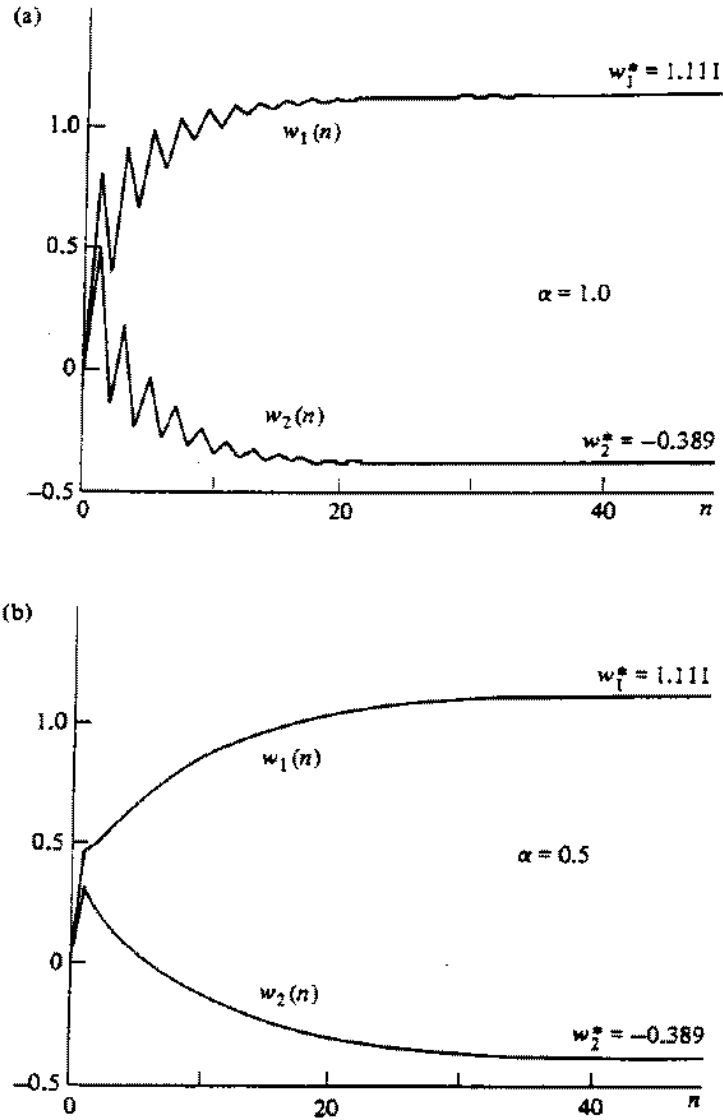 (a)
w₁* = 1.111
1.0
w₁(n)
0.5
α = 1.0
0
w₂(n)
w₂* = −0.389
−0.5
0 20 40 n
(b)
w₁* = 1.111
1.0
w₁(n)
0.5
α = 0.5
0
w₂(n)
w₂* = −0.389
−0.5
0 20 40 n